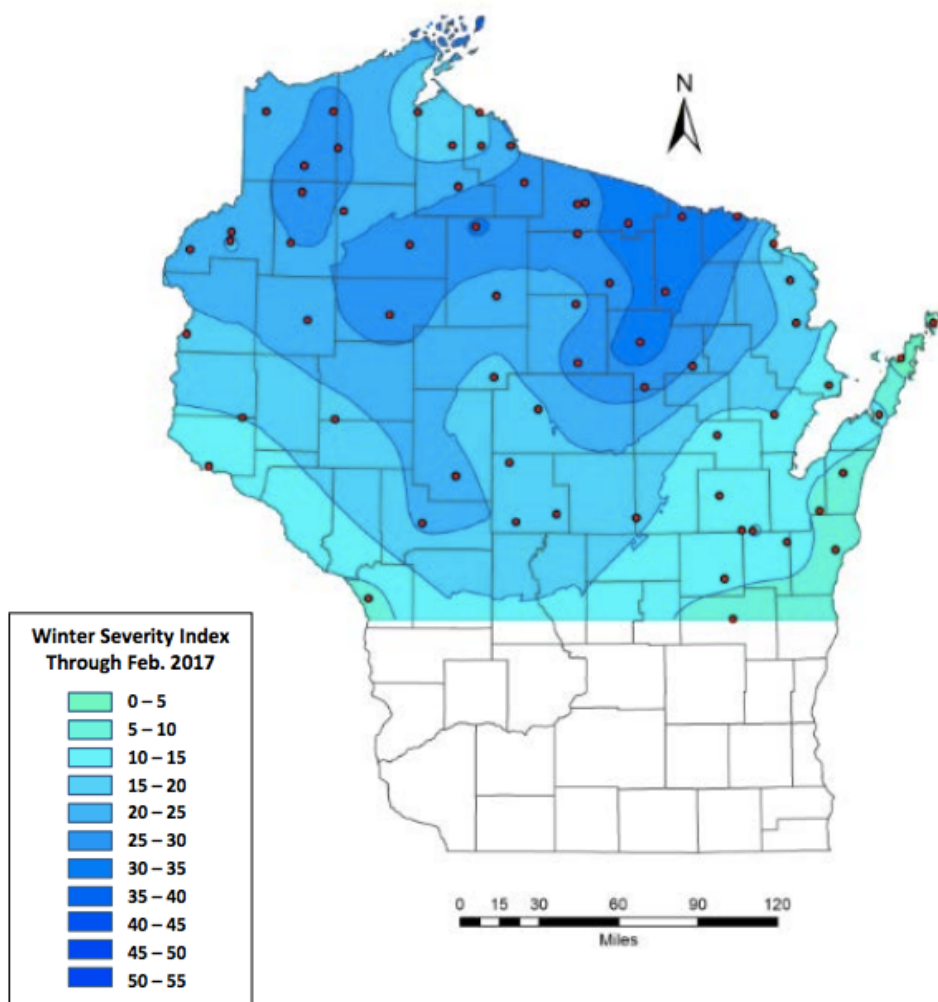 N
Winter Severity Index
Through Feb. 2017
0 – 5
5 – 10
10 – 15
15 – 20
20 – 25
25 – 30
30 – 35
35 – 40
40 – 45
45 – 50
50 – 55
0 15 30 60 90 120
Miles